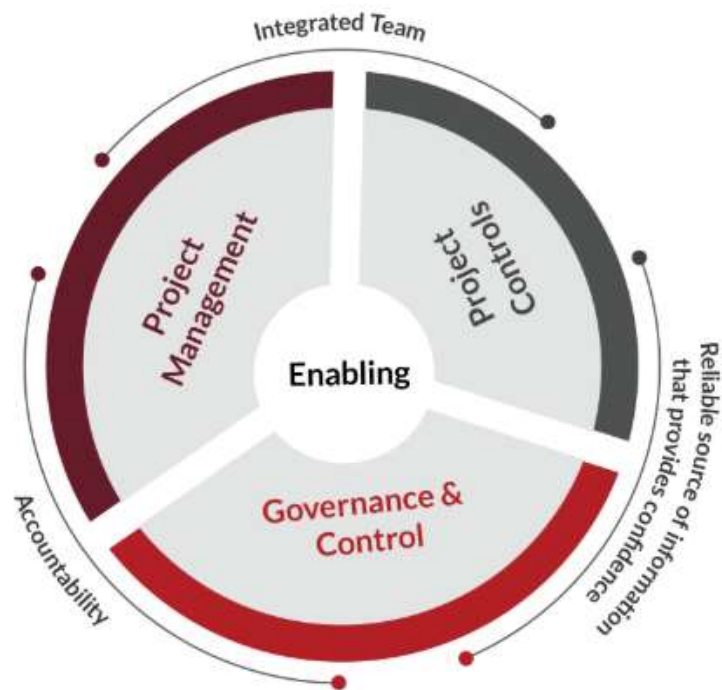 Integrated Team
Project
Management
Project
Controls
Enabling
Governance &
Control
Accountability
Reliable source of information
that provides confidence